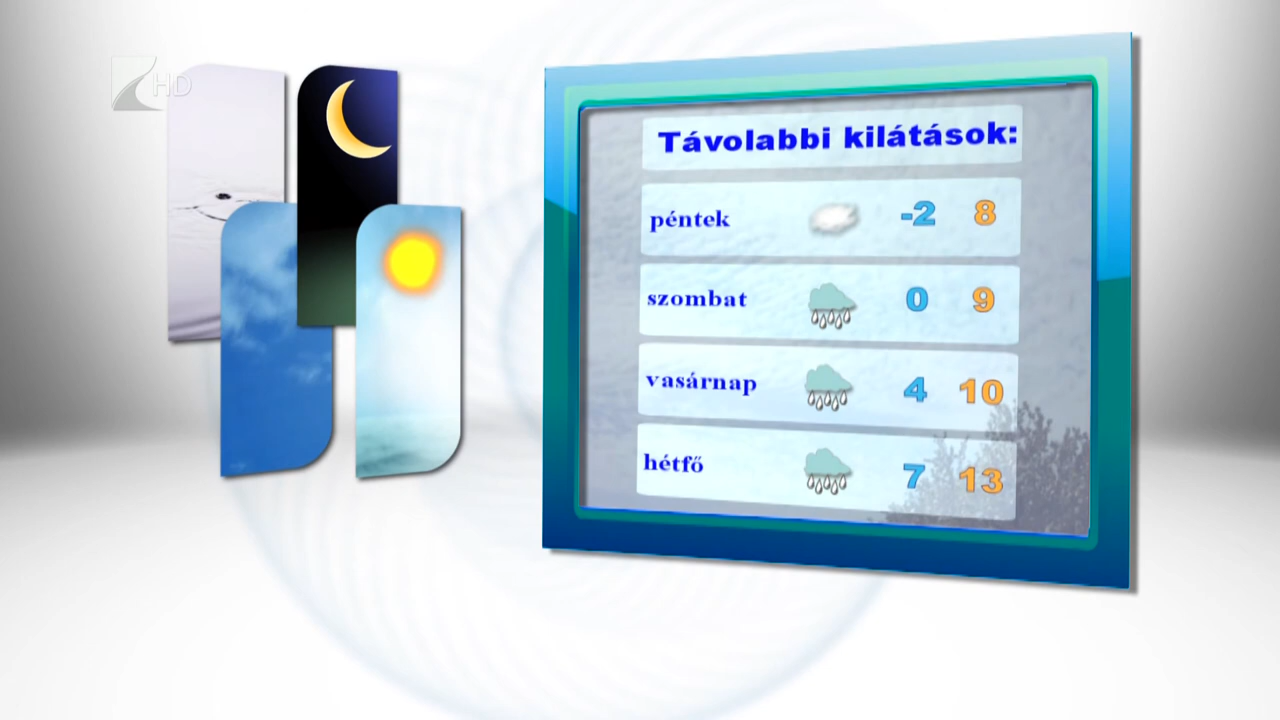 HD
Távolabbi kilátások:
péntek -2 8
szombat 0 9
vasárnap 4 10
hétfő 7 13